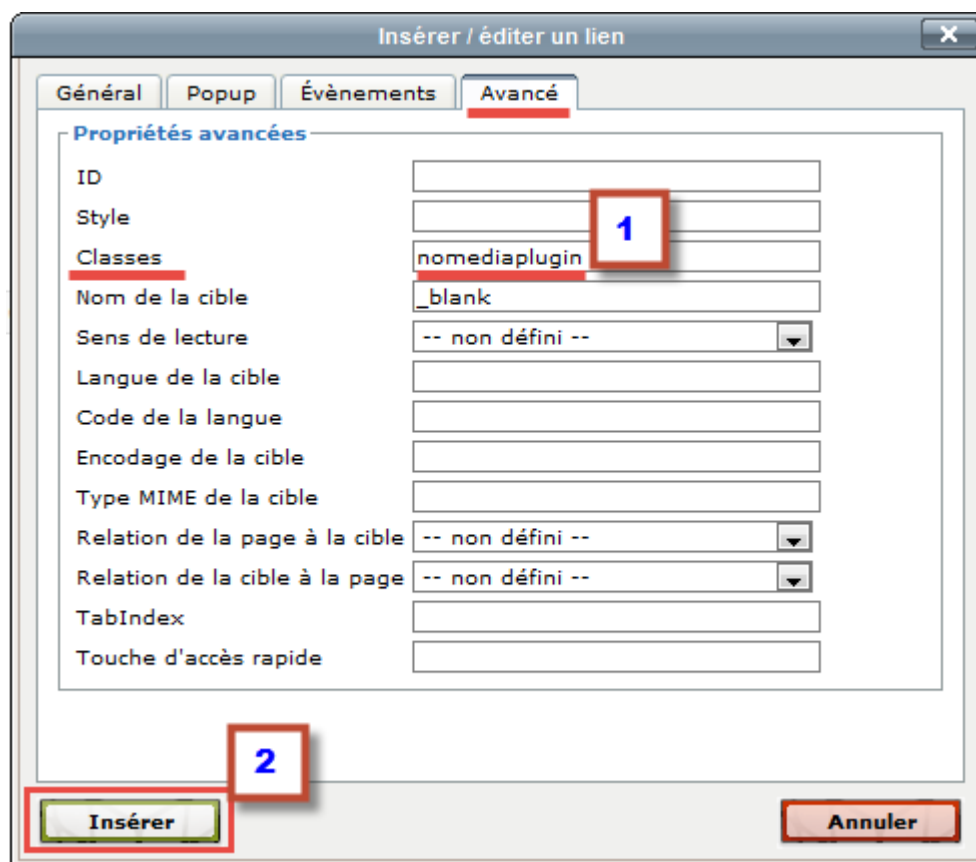 Insérer / éditer un lien
Général Popup Évènements Avancé
Propriétés avancées
ID
Style
1
Classes nomediaplugin
Nom de la cible _blank
Sens de lecture -- non défini --
Langue de la cible
Code de la langue
Encodage de la cible
Type MIME de la cible
Relation de la page à la cible -- non défini --
Relation de la cible à la page -- non défini --
TabIndex
Touche d'accès rapide
2
Insérer Annuler